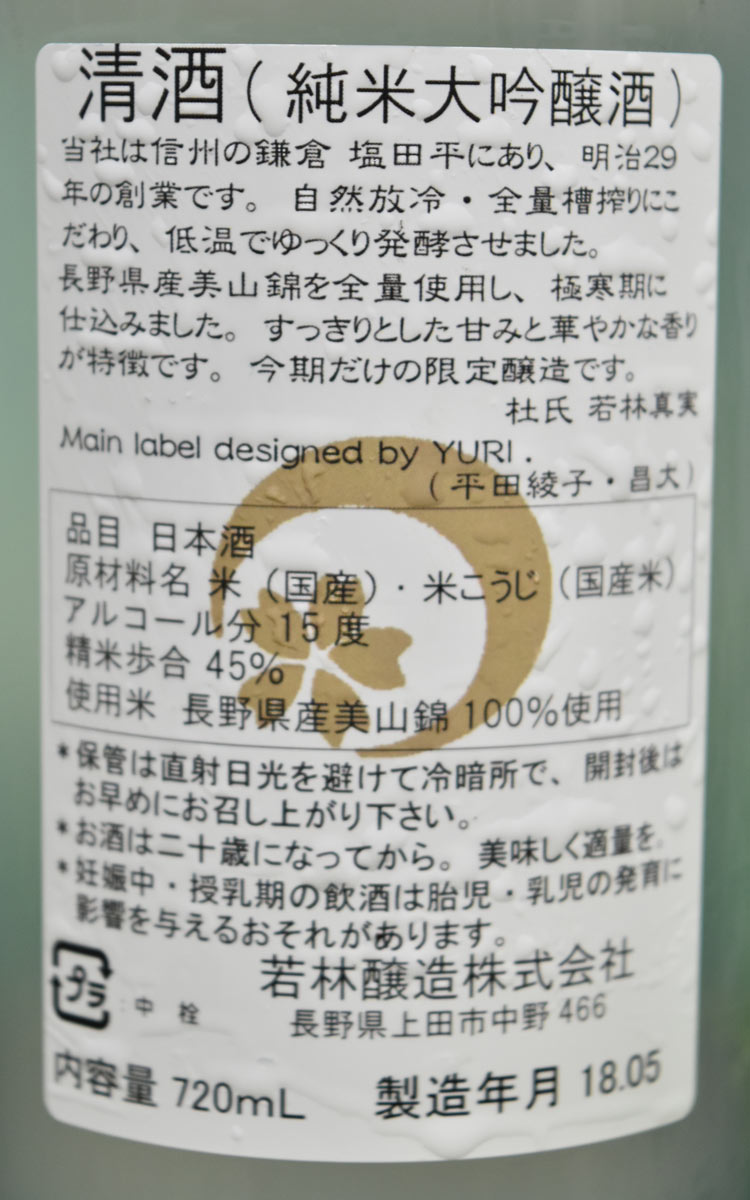 清酒(純米大吟醸酒)
当社は信州の鎌倉 塩田平にあり、明治29
年の創業です。 自然放冷・全量槽搾りにこ
だわり、低温でゆっくり発酵させました。
長野県産美山錦を全量使用し、極寒期に
仕込みました。すっきりとした甘みと華やかな香り
が特徴です。今期だけの限定醸造です。
杜氏 若林真実
Main label designed by YURI .
(平田綾子・昌大)
品目 日本酒
原材料名 米(国産)・米こうじ(国産米)
アルコール分 15度
精米歩合 45%
使用米 長野県産美山錦100%使用
*保管は直射日光を避けて冷暗所で、開封後は
お早めにお召し上がり下さい。
*お酒は二十歳になってから。美味しく適量を.
*妊娠中・授乳期の飲酒は胎児・乳児の発育に
影響を与えるおそれがあります。
若林醸造株式会社
プラ :中 栓
長野県上田市中野466
内容量 720mL 製造年月 18.05